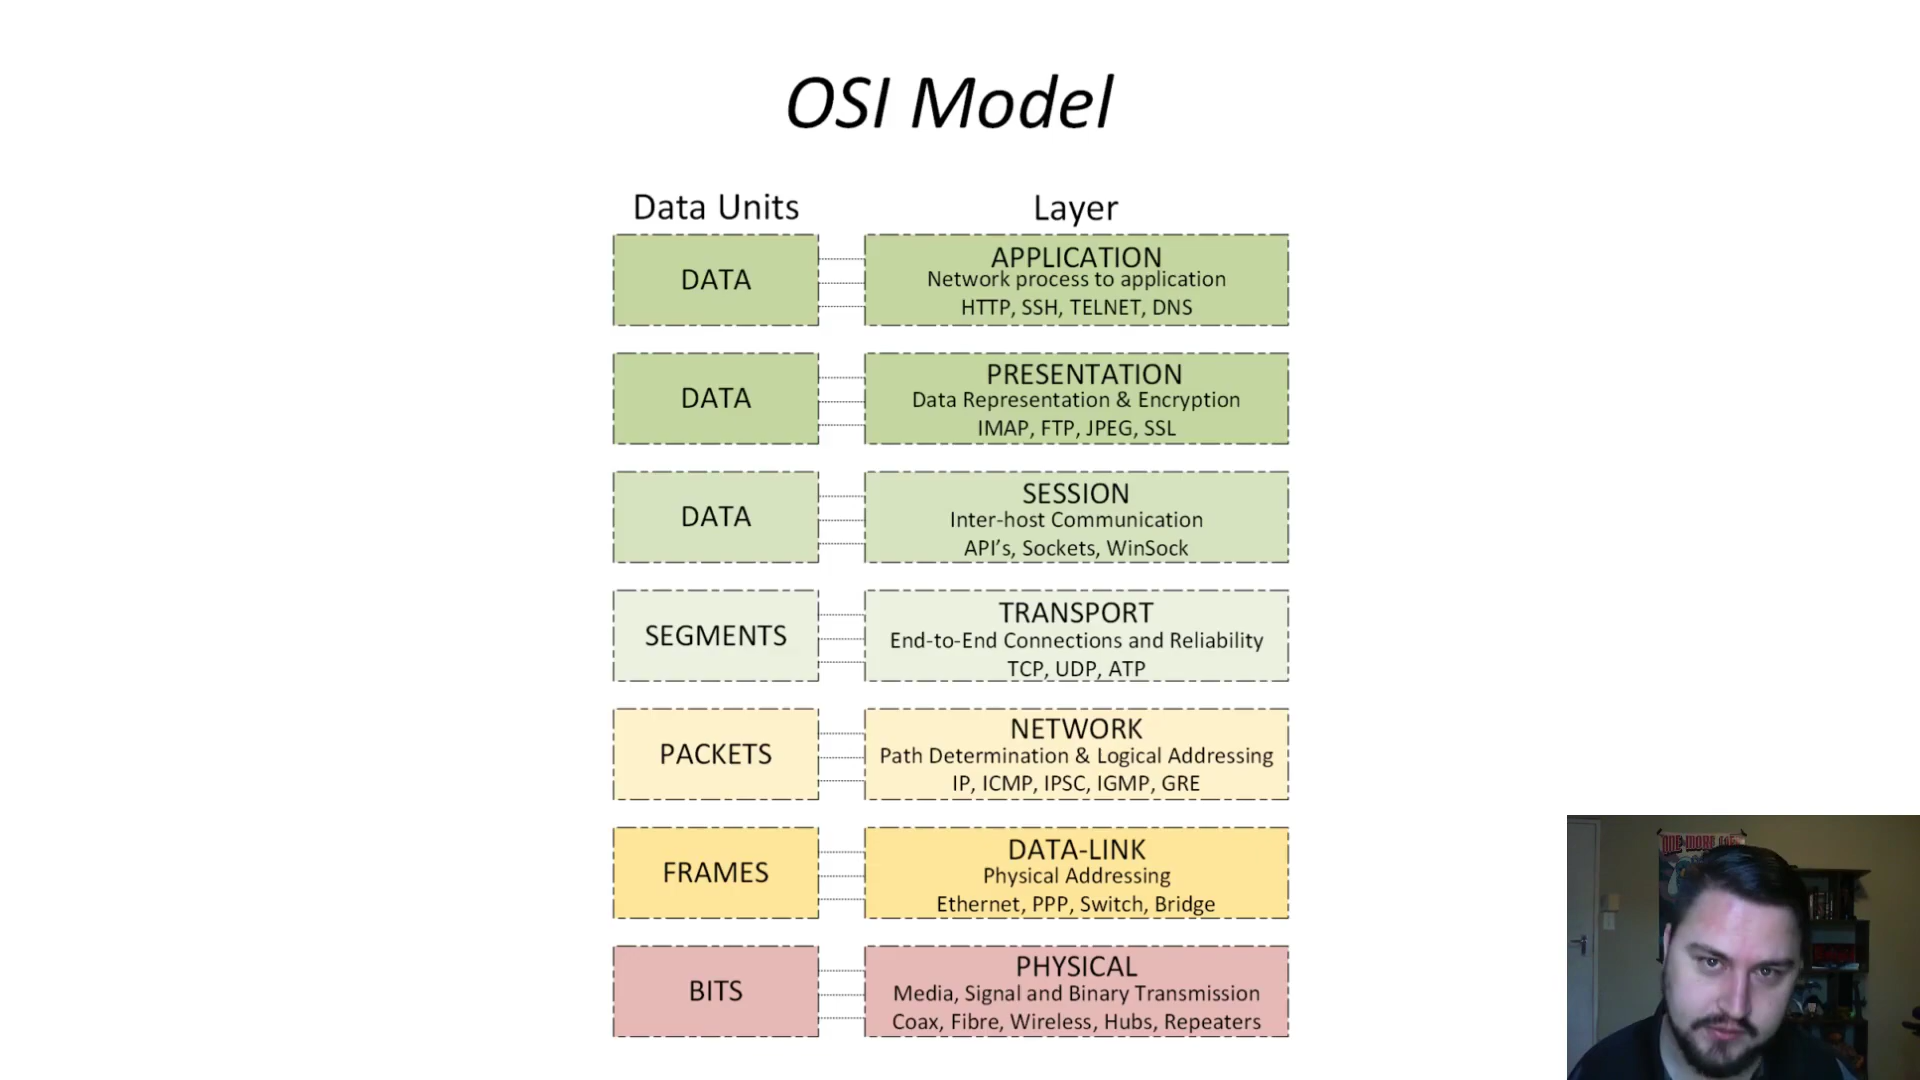 OSI Model
Data Units
Layer
DATA
APPLICATION
Network process to application
HTTP, SSH, TELNET, DNS
DATA
PRESENTATION
Data Representation & Encryption
IMAP, FTP, JPEG, SSL
DATA
SESSION
Inter-host Communication
API’s, Sockets, WinSock
SEGMENTS
TRANSPORT
End-to-End Connections and Reliability
TCP, UDP, ATP
PACKETS
NETWORK
Path Determination & Logical Addressing
IP, ICMP, IPSC, IGMP, GRE
FRAMES
DATA-LINK
Physical Addressing
Ethernet, PPP, Switch, Bridge
BITS
PHYSICAL
Media, Signal and Binary Transmission
Coax, Fibre, Wireless, Hubs, Repeaters
ONE MORE